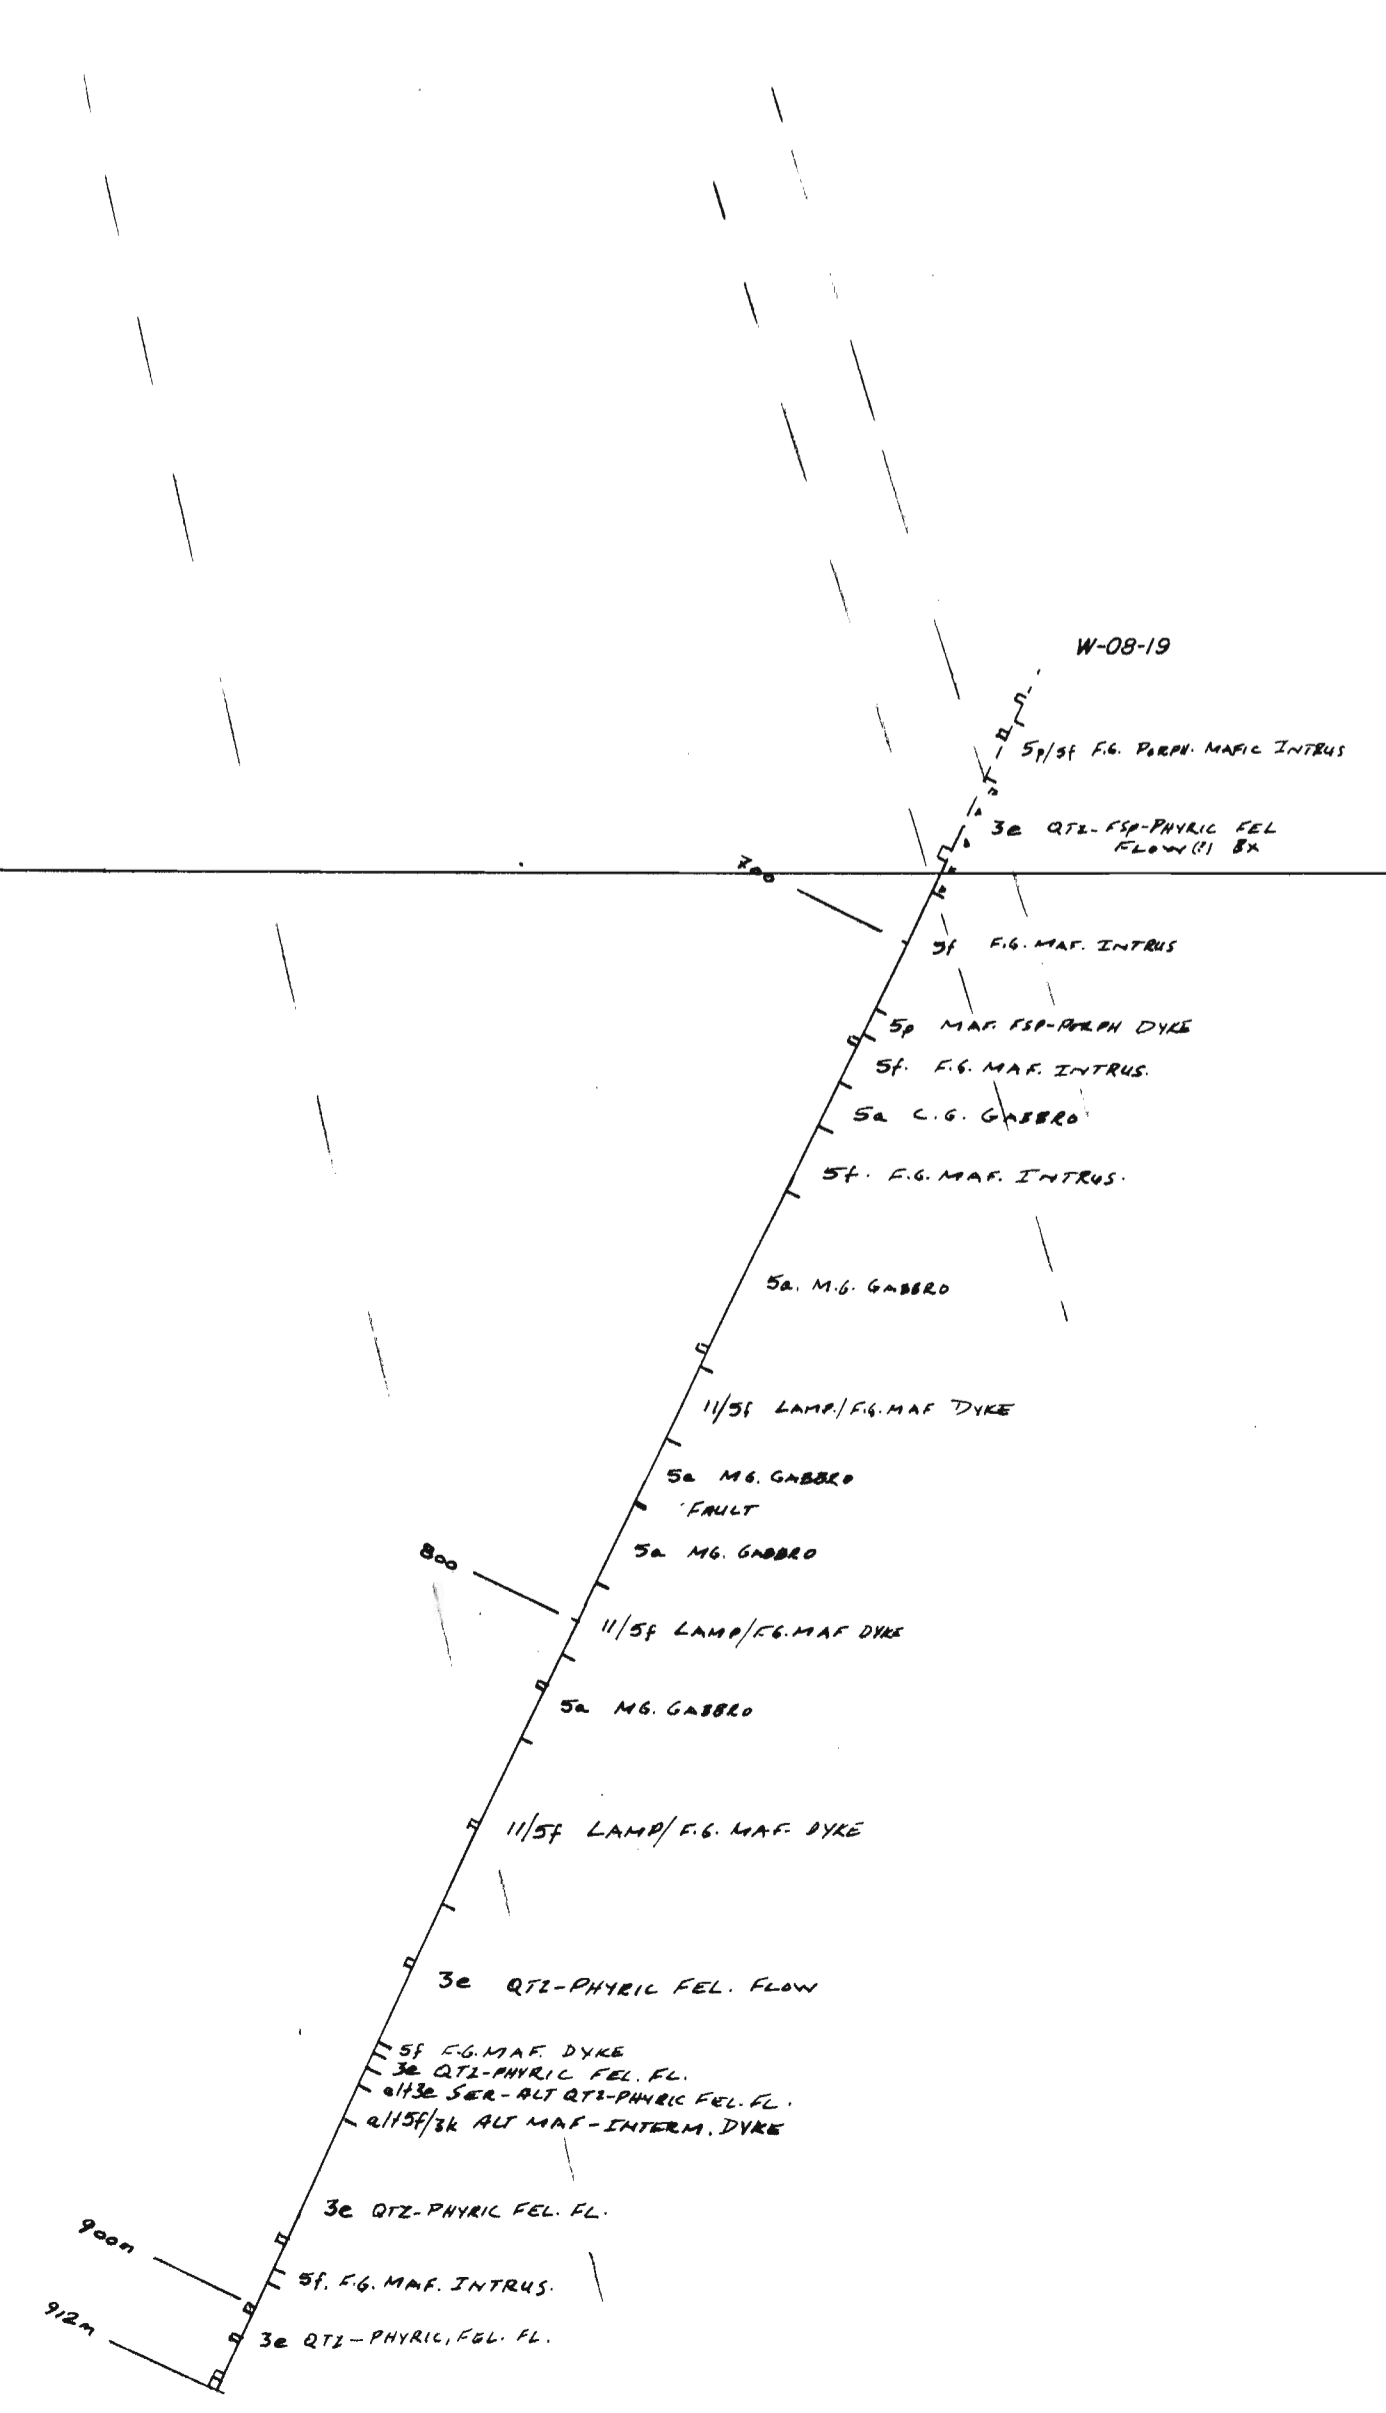 W-08-19
5p/5f F.G. PORPH. MAFIC INTRUS
3e QTZ-FSP-PHYRIC FEL
FLOW(?) BX
700
5f F.G. MAF. INTRUS
5p MAF. FSP-PORPH DYKE
5f. F.G. MAF. INTRUS.
5a C.G. GABBRO
5f. F.G. MAF. INTRUS.
5a. M.G. GABBRO
11/5f LAMP./F.G. MAF DYKE
5a MG. GABBRO
FAULT
5a MG. GABBRO
800
11/5f LAMP/F.G. MAF DYKE
5a MG. GABBRO
11/5f LAMP/F.G. MAF. DYKE
3e QTZ-PHYRIC FEL. FLOW
5f F.G. MAF. DYKE
3e QTZ-PHYRIC FEL. FL.
alt3e SER-ALT QTZ-PHYRIC FEL. FL.
alt5f/3k ALT MAF-INTERM. DYKE
3e QTZ-PHYRIC FEL. FL.
900m
5f. F.G. MAF. INTRUS.
912m
3e QTZ-PHYRIC, FEL. FL.